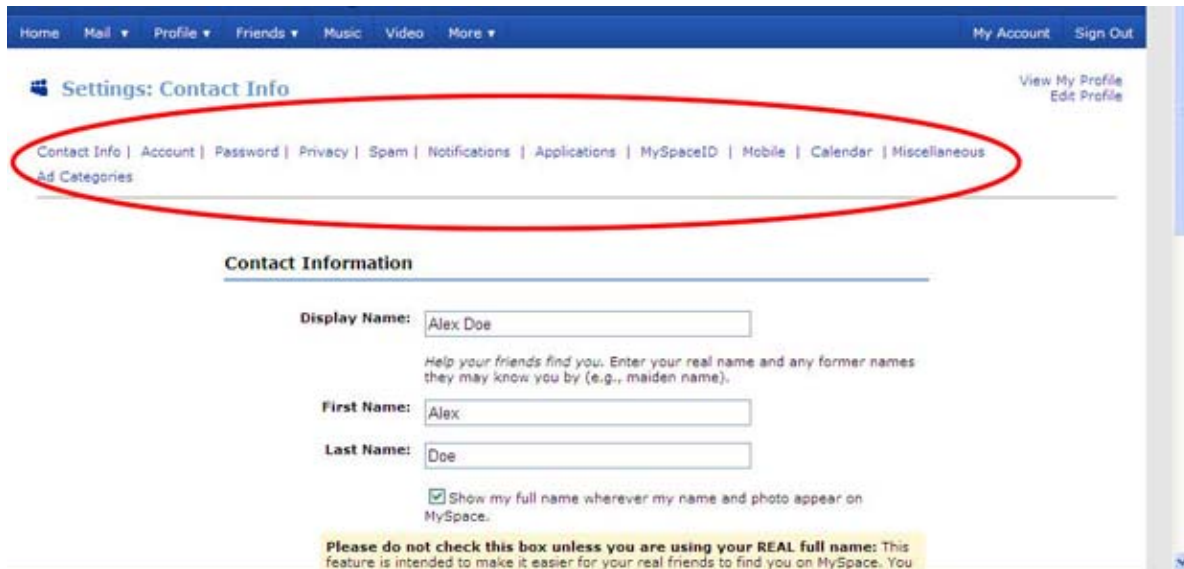 Home Mail ▾ Profile ▾ Friends ▾ Music Video More ▾ My Account Sign Out
Settings: Contact Info
View My Profile
Edit Profile
Contact Info | Account | Password | Privacy | Spam | Notifications | Applications | MySpaceID | Mobile | Calendar | Miscellaneous
Ad Categories
Contact Information
Display Name: Alex Doe
Help your friends find you. Enter your real name and any former names
they may know you by (e.g., maiden name).
First Name: Alex
Last Name: Doe
Show my full name wherever my name and photo appear on
MySpace.
Please do not check this box unless you are using your REAL full name: This
feature is intended to make it easier for your real friends to find you on MySpace. You